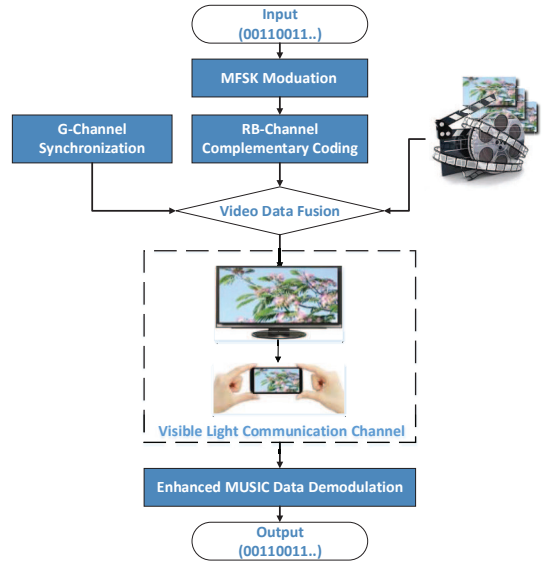 Input
(00110011..)
MFSK Moduation
G-Channel
Synchronization
RB-Channel
Complementary Coding
Video Data Fusion
Visible Light Communication Channel
Enhanced MUSIC Data Demodulation
Output
(00110011..)